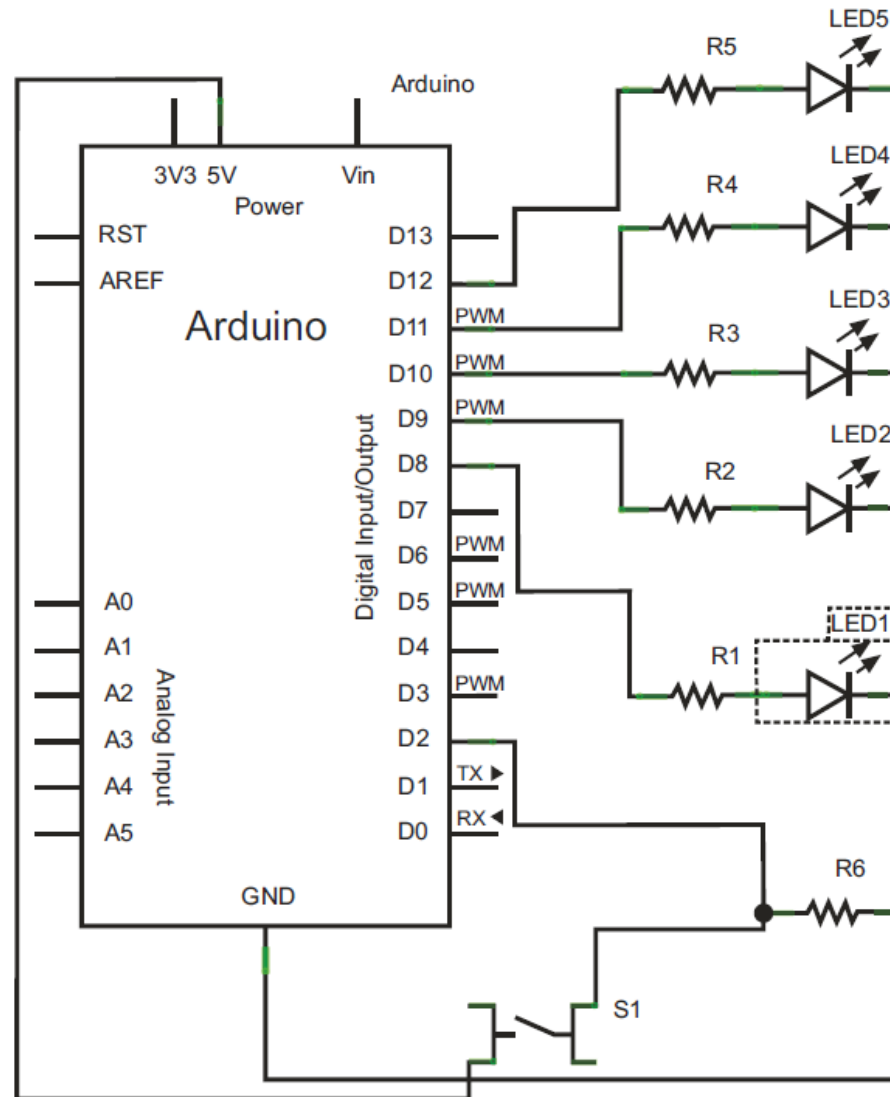 LED5
R5
Arduino
3V3 5V
Vin
Power
LED4
R4
RST
D13
AREF
D12
Arduino
D11
PWM
LED3
R3
D10
PWM
D9
PWM
LED2
R2
D8
Digital Input/Output
D7
D6
PWM
A0
D5
PWM
LED1
A1
D4
R1
A2
D3
PWM
Analog Input
A3
D2
A4
D1
TX
A5
D0
RX
R6
GND
S1